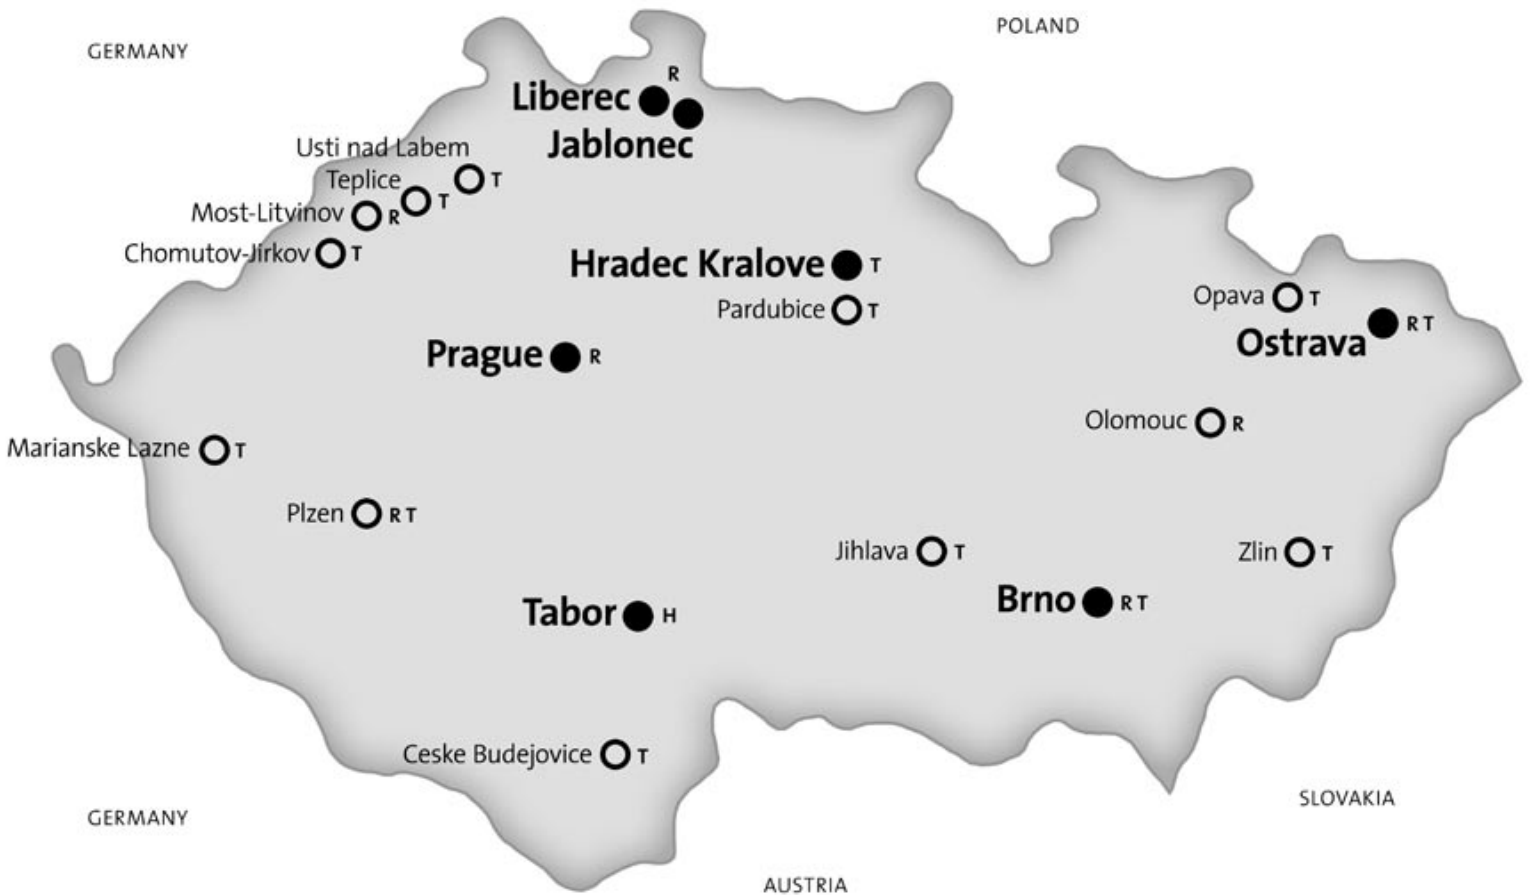 GERMANY
POLAND
R
Liberec
Jablonec
Usti nad Labem T
Teplice T
Most-Litvinov R
Chomutov-Jirkov T
Hradec Kralove T
Pardubice T
Opava T
Ostrava R T
Prague R
Olomouc R
Marianske Lazne T
Plzen R T
Jihlava T
Zlin T
Brno R T
Tabor H
Ceske Budejovice T
SLOVAKIA
GERMANY
AUSTRIA